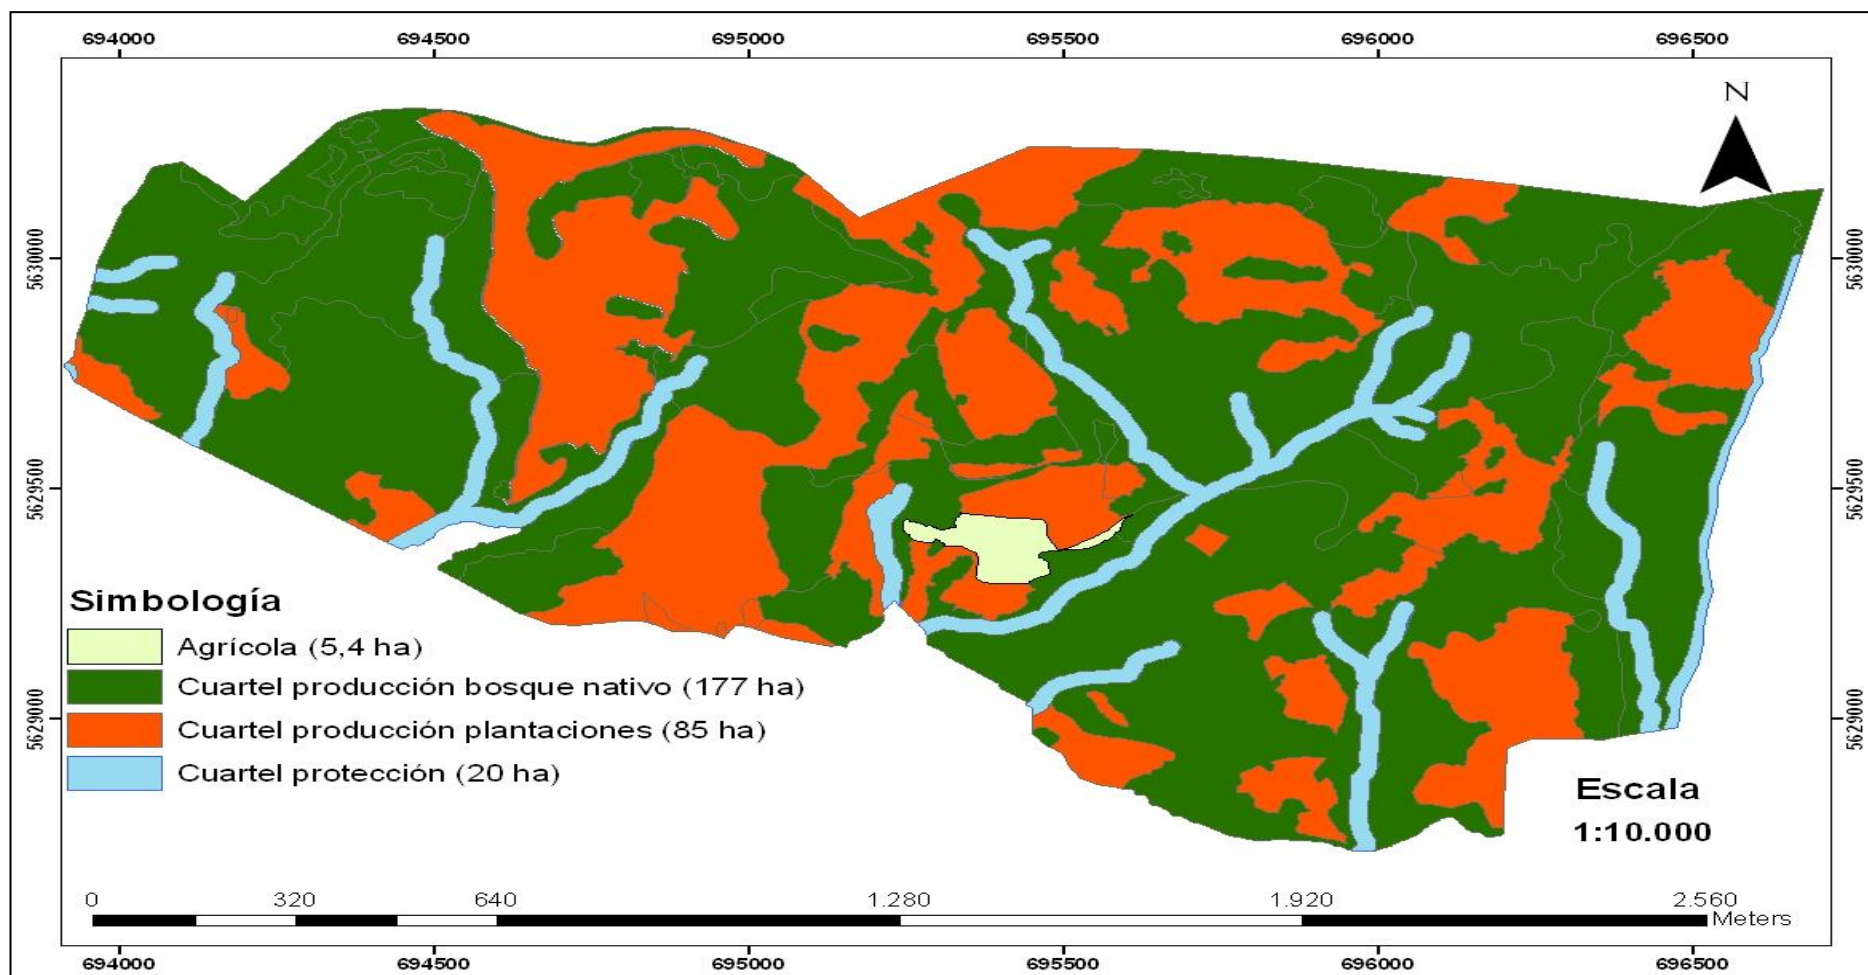 694000 694500 695000 695500 696000 696500
N
5630000 5630000
5629500 5629500
Simbología
Agrícola (5,4 ha)
Cuartel producción bosque nativo (177 ha)
5629000 5629000
Cuartel producción plantaciones (85 ha)
Cuartel protección (20 ha)
Escala
1:10.000
0 320 640 1.280 1.920 2.560
Meters
694000 694500 695000 695500 696000 696500